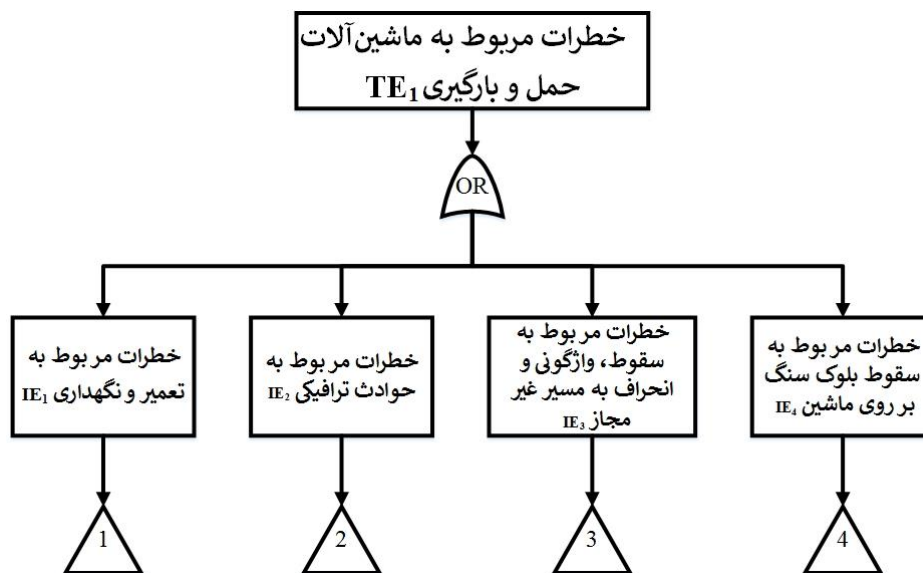 خطرات مربوط به ماشین‌آلات
حمل و بارگیری TE₁
OR
خطرات مربوط به
تعمیر و نگهداری IE₁
خطرات مربوط به
حوادث ترافیکی IE₂
خطرات مربوط به
سقوط، واژگونی و
انحراف به مسیر غیر
مجاز IE₃
خطرات مربوط به
سقوط بلوک سنگ
بر روی ماشین IE₄
1
2
3
4